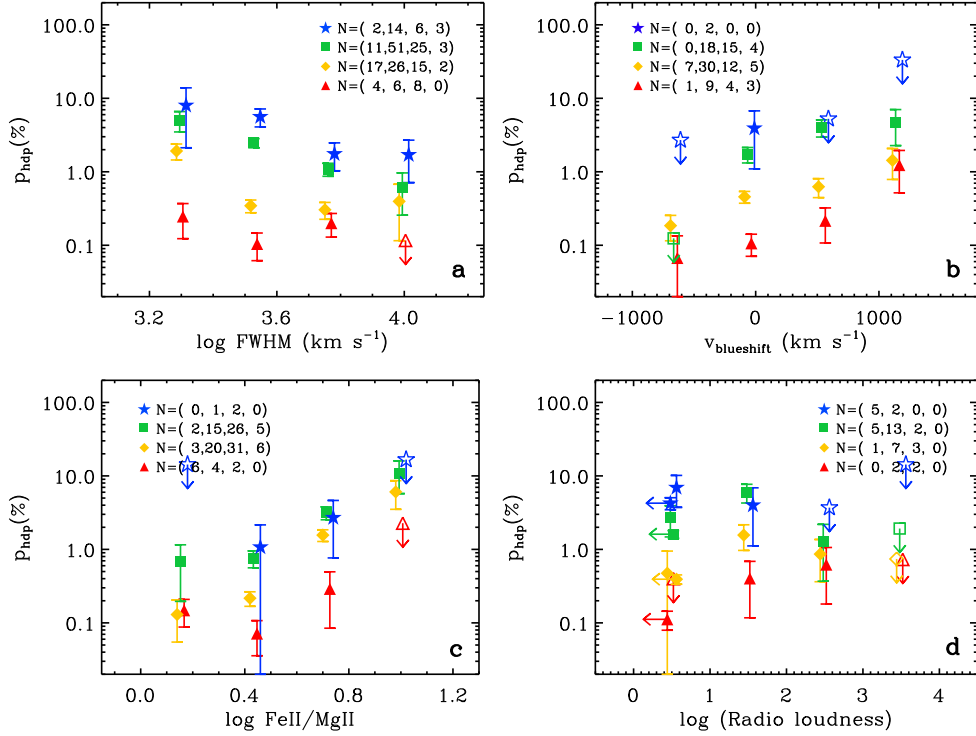 100.0
10.0
1.0
0.1
p_hdp(%)
N=( 2,14, 6, 3)
N=(11,51,25, 3)
N=(17,26,15, 2)
N=( 4, 6, 8, 0)
a
3.2 3.6 4.0
log FWHM (km s⁻¹)
100.0
10.0
1.0
0.1
p_hdp(%)
N=( 0, 2, 0, 0)
N=( 0,18,15, 4)
N=( 7,30,12, 5)
N=( 1, 9, 4, 3)
b
−1000 0 1000
v_blueshift (km s⁻¹)
100.0
10.0
1.0
0.1
p_hdp(%)
N=( 0, 1, 2, 0)
N=( 2,15,26, 5)
N=( 3,20,31, 6)
4, 2, 0)
c
0.0 0.4 0.8 1.2
log FeII/MgII
100.0
10.0
1.0
0.1
p_hdp(%)
N=( 5, 2, 0, 0)
N=( 5,13, 2, 0)
N=( 1, 7, 3, 0)
N=( 0, 2, 2, 0)
d
0 1 2 3 4
log (Radio loudness)